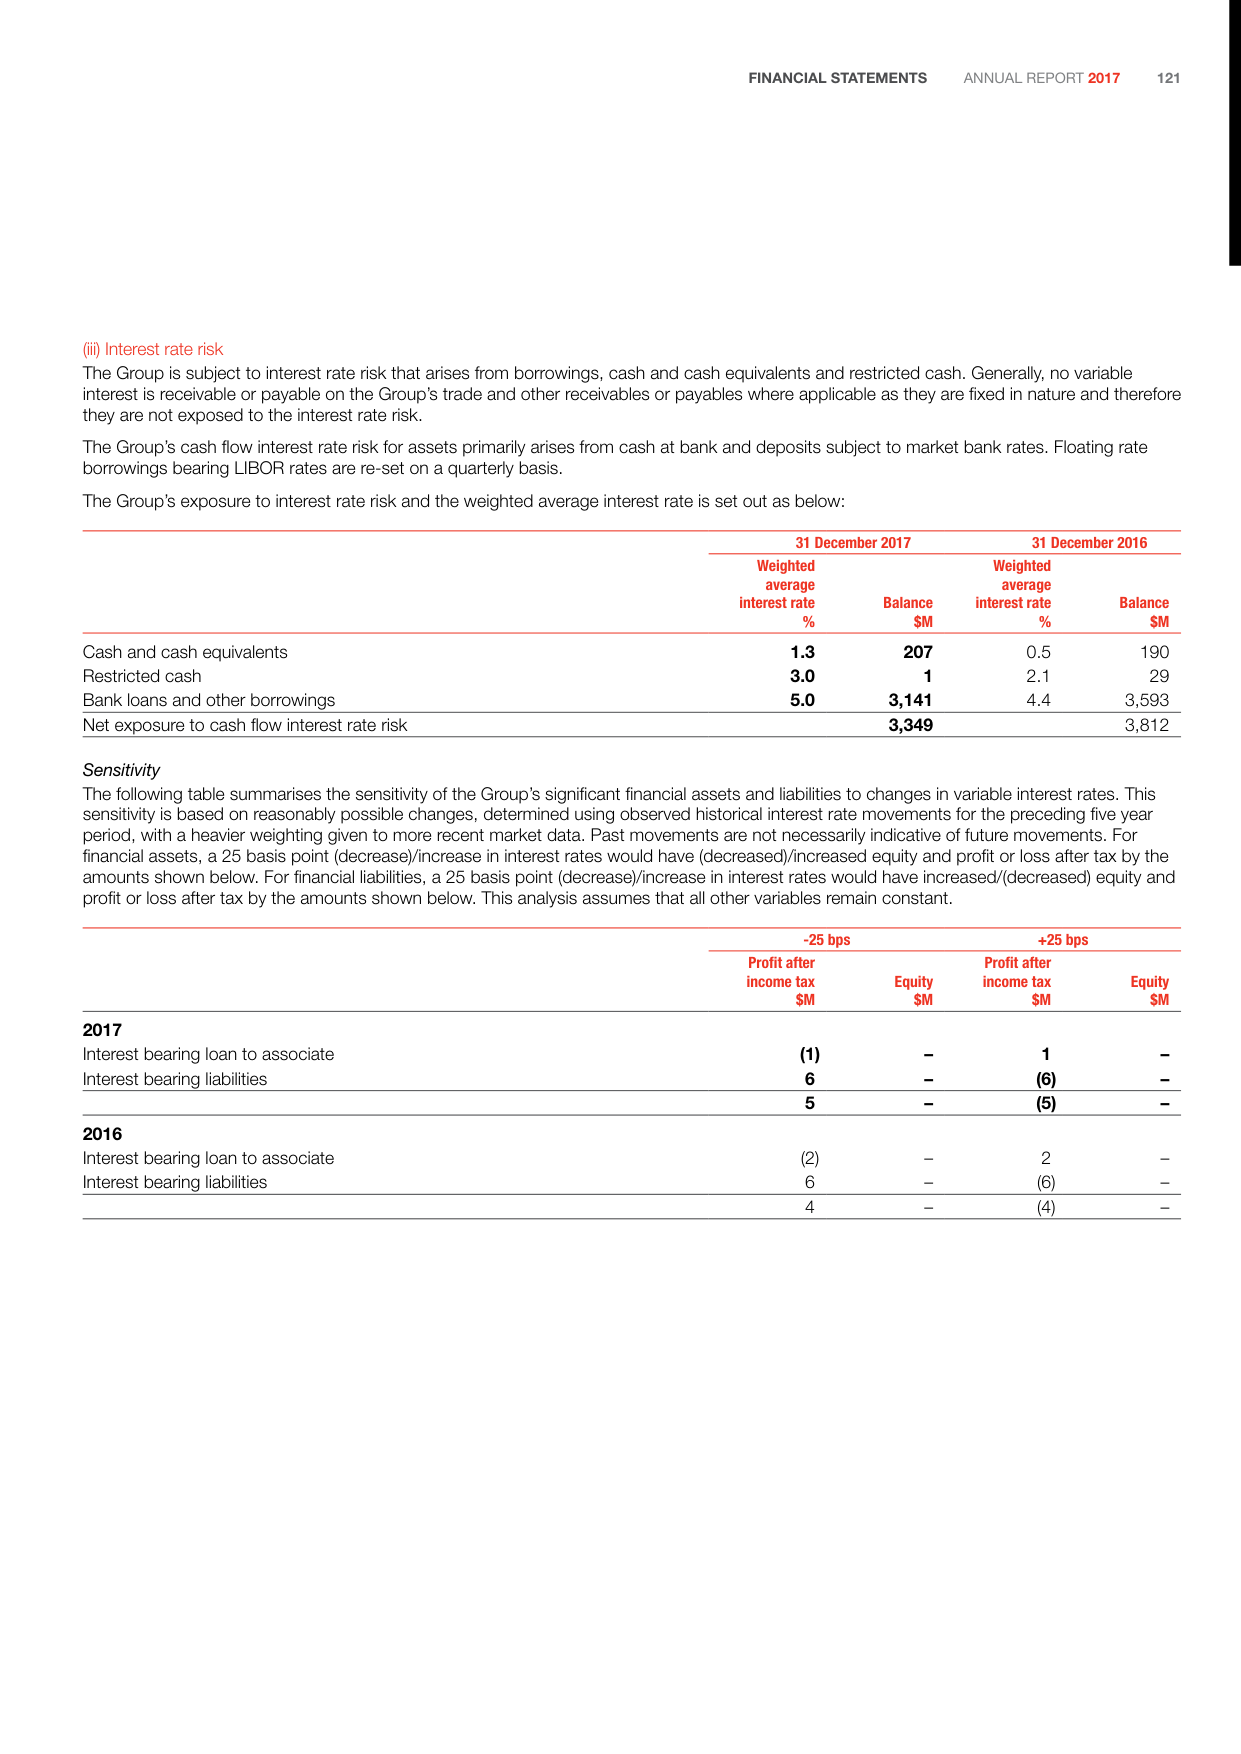 FINANCIAL STATEMENTS ANNUAL REPORT 2017 121
(iii) Interest rate risk
The Group is subject to interest rate risk that arises from borrowings, cash and cash equivalents and restricted cash. Generally, no variable
interest is receivable or payable on the Group's trade and other receivables or payables where applicable as they are fixed in nature and therefore
they are not exposed to the interest rate risk.
The Group's cash flow interest rate risk for assets primarily arises from cash at bank and deposits subject to market bank rates. Floating rate
borrowings bearing LIBOR rates are re-set on a quarterly basis.
The Group's exposure to interest rate risk and the weighted average interest rate is set out as below:
31 December 2017 31 December 2016
Weighted Weighted
average average
interest rate Balance interest rate Balance
% $M % $M
Cash and cash equivalents 1.3 207 0.5 190
Restricted cash 3.0 1 2.1 29
Bank loans and other borrowings 5.0 3,141 4.4 3,593
Net exposure to cash flow interest rate risk 3,349 3,812
Sensitivity
The following table summarises the sensitivity of the Group's significant financial assets and liabilities to changes in variable interest rates. This
sensitivity is based on reasonably possible changes, determined using observed historical interest rate movements for the preceding five year
period, with a heavier weighting given to more recent market data. Past movements are not necessarily indicative of future movements. For
financial assets, a 25 basis point (decrease)/increase in interest rates would have (decreased)/increased equity and profit or loss after tax by the
amounts shown below. For financial liabilities, a 25 basis point (decrease)/increase in interest rates would have increased/(decreased) equity and
profit or loss after tax by the amounts shown below. This analysis assumes that all other variables remain constant.
-25 bps +25 bps
Profit after Profit after
income tax Equity income tax Equity
$M $M $M $M
2017
Interest bearing loan to associate (1) – 1 –
Interest bearing liabilities 6 – (6) –
5 – (5) –
2016
Interest bearing loan to associate (2) – 2 –
Interest bearing liabilities 6 – (6) –
4 – (4) –